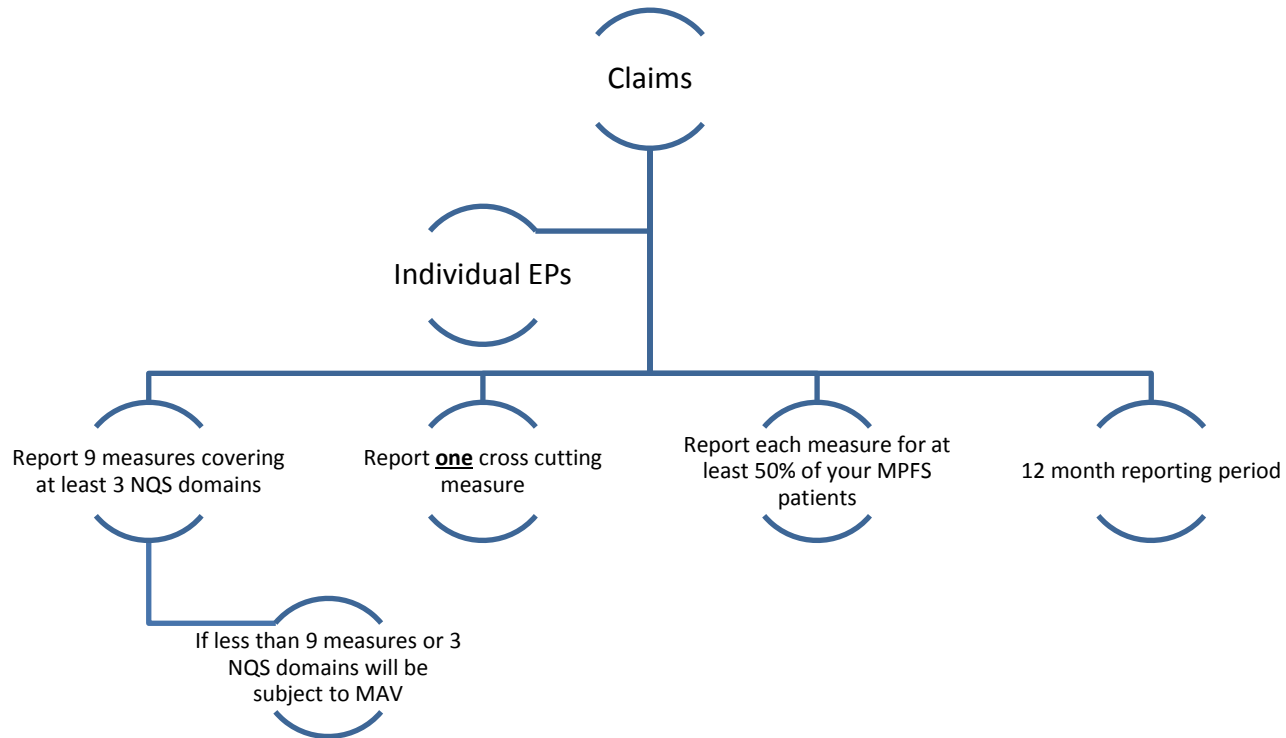 Claims
Individual EPs
Report 9 measures covering
at least 3 NQS domains
Report one cross cutting
measure
Report each measure for at
least 50% of your MPFS
patients
12 month reporting period
If less than 9 measures or 3
NQS domains will be
subject to MAV